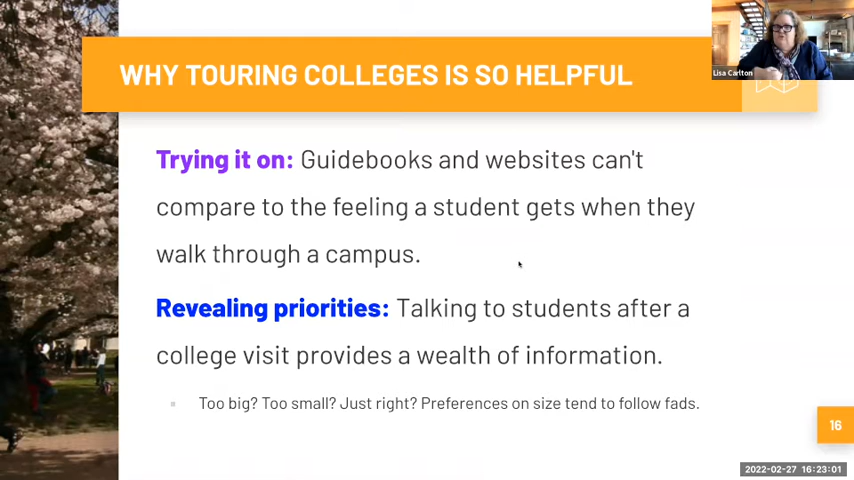 WHY TOURING COLLEGES IS SO HELPFUL
Lisa Carlton
Trying it on: Guidebooks and websites can't
compare to the feeling a student gets when they
walk through a campus.
Revealing priorities: Talking to students after a
college visit provides a wealth of information.
Too big? Too small? Just right? Preferences on size tend to follow fads.
16
2022-02-27 16:23:01